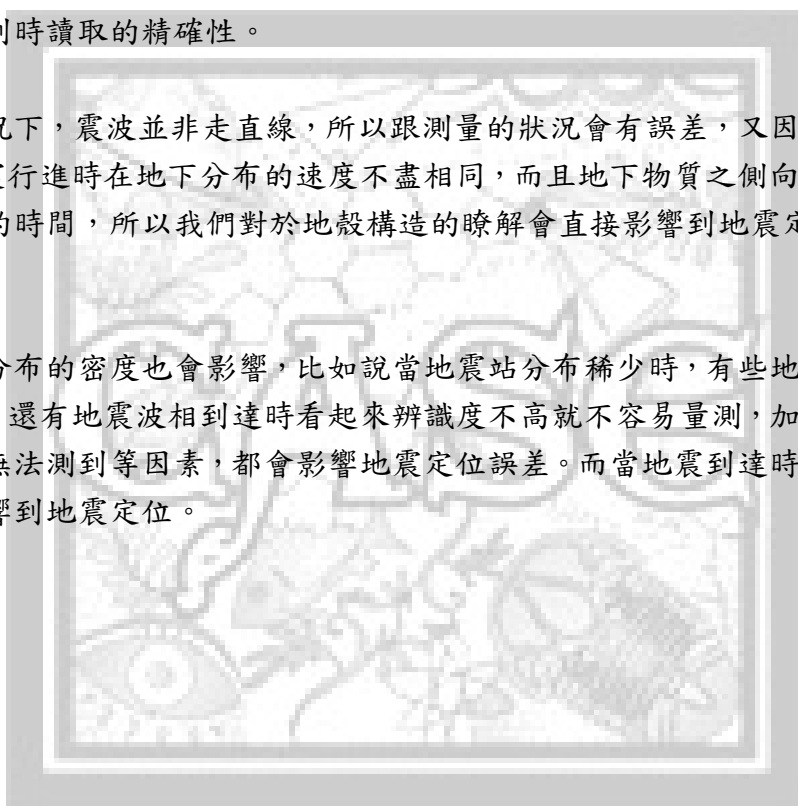 時讀取的精確性。
況下，震波並非走直線，所以跟測量的狀況會有誤差，又因
行進時在地下分布的速度不盡相同，而且地下物質之側向
的時間，所以我們對於地殼構造的瞭解會直接影響到地震定
分布的密度也會影響，比如說當地震站分布稀少時，有些地
還有地震波相到達時看起來辨識度不高就不容易量測，加
無法測到等因素，都會影響地震定位誤差。而當地震到達時
響到地震定位。
CASE